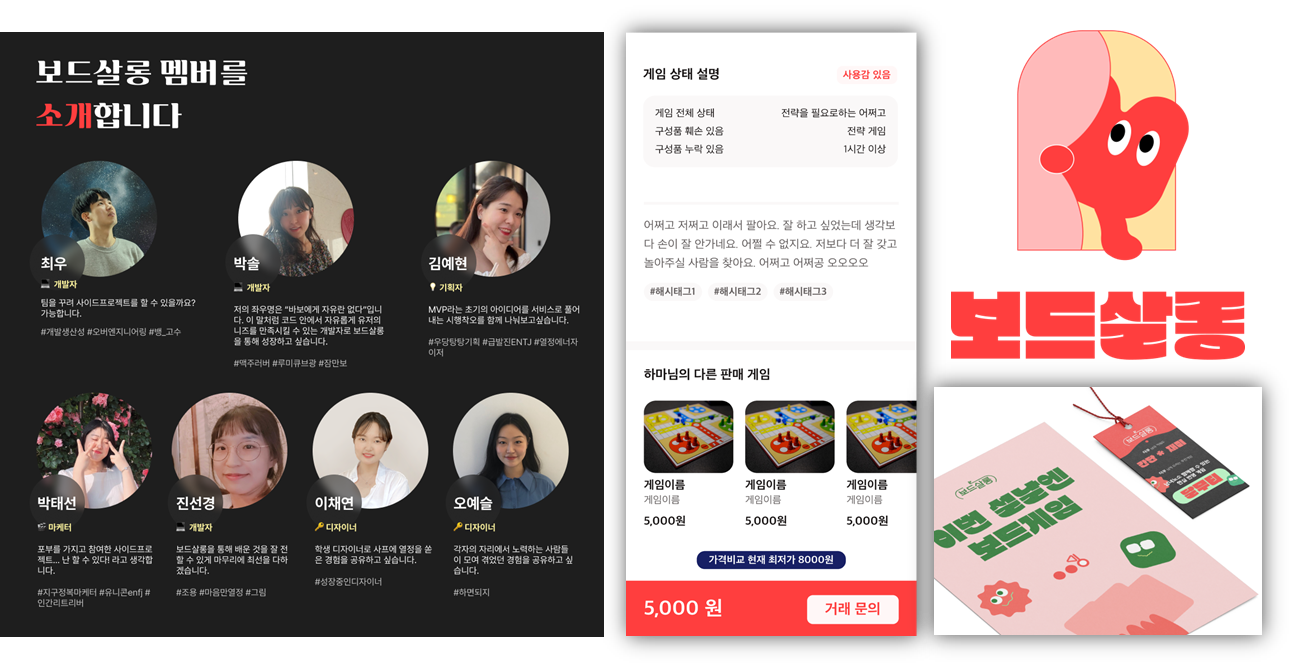 보드살롱 멤버를
소개합니다
최우
개발자
팀을 꾸려 사이드프로젝트를 할 수 있을까요?
가능합니다.
#개발생산성 #오버엔지니어링 #뱅_고수
박솔
개발자
저의 좌우명은 "바보에게 자유란 없다"입니
다. 이 말처럼 코드 안에서 자유롭게 유저의
니즈를 만족시킬 수 있는 개발자로 보드살롱
을 통해 성장하고 싶습니다.
#맥주러버 #루미큐브광 #잠만보
김예현
기획자
MVP라는 초기의 아이디어를 서비스로 풀어
내는 시행착오를 함께 나눠보고싶습니다.
#우당탕탕기획 #급발진ENTJ #열정에너자
이저
박태선
마케터
포부를 가지고 참여한 사이드프로
젝트... 난 할 수 있다! 라고 생각합
니다.
#지구정복마케터 #유니콘enfj #
인간리트리버
진선경
개발자
보드살롱을 통해 배운 것을 잘 전
할 수 있게 마무리에 최선을 다하
겠습니다.
#조용 #마음만열정 #그림
이채연
디자이너
학생 디자이너로 사프에 열정을 쏟
은 경험을 공유하고 싶습니다.
#성장중인디자이너
오예슬
디자이너
각자의 자리에서 노력하는 사람들
이 모여 겪었던 경험을 공유하고 싶
습니다.
#하면되지
게임 상태 설명
사용감 있음
게임 전체 상태
전략을 필요로하는 어쩌고
구성품 훼손 있음
전략 게임
구성품 누락 있음
1시간 이상
어쩌고 저쩌고 이래서 팔아요. 잘 하고 싶었는데 생각보
다 손이 잘 안가네요. 어쩔 수 없지요. 저보다 더 잘 갖고
놀아주실 사람을 찾아요. 어쩌고 어쩌공 오오오오
#해시태그1 #해시태그2 #해시태그3
하마님의 다른 판매 게임
게임이름
게임이름
5,000원
게임이름
게임이름
5,000원
게임이름
게임이름
5,000원
가격비교 현재 최저가 8000원
5,000 원
거래 문의
보드살롱
보드살롱
이번 설날엔
보드게임
보드살롱